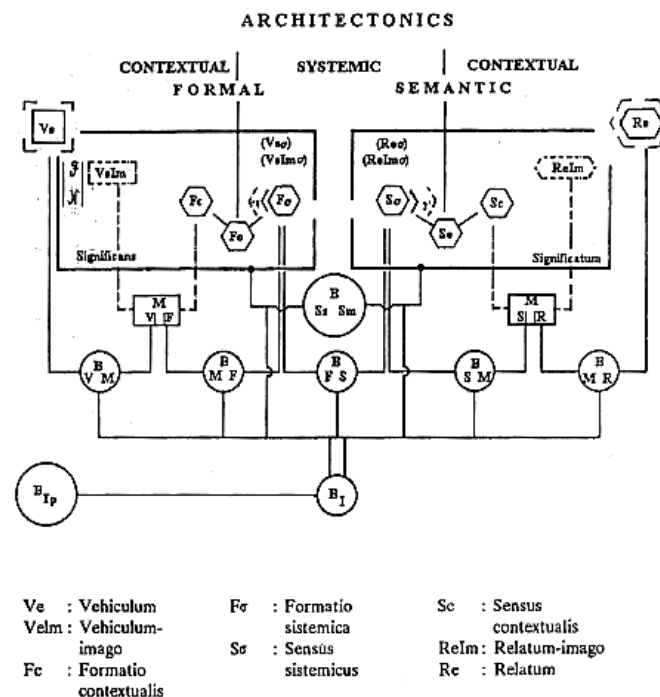 ARCHITECTONICS
CONTEXTUAL SYSTEMIC CONTEXTUAL
FORMAL SEMANTIC
Ve Re
(Veσ) (Reσ)
(VeImσ) (ReImσ)
VeIm ReIm
Fc Fσ Sσ Sc
Fe Se
Significans Significatum
B
Ss Sm
M M
V F S R
B B B B B
V M M F F S S M M R
B Ip B I
Ve : Vehiculum Fσ : Formatio Sc : Sensus
VeIm : Vehiculum- sistemica contextualis
imago Sσ : Sensus ReIm : Relatum-imago
Fc : Formatio sistemicus Re : Relatum
contextualis